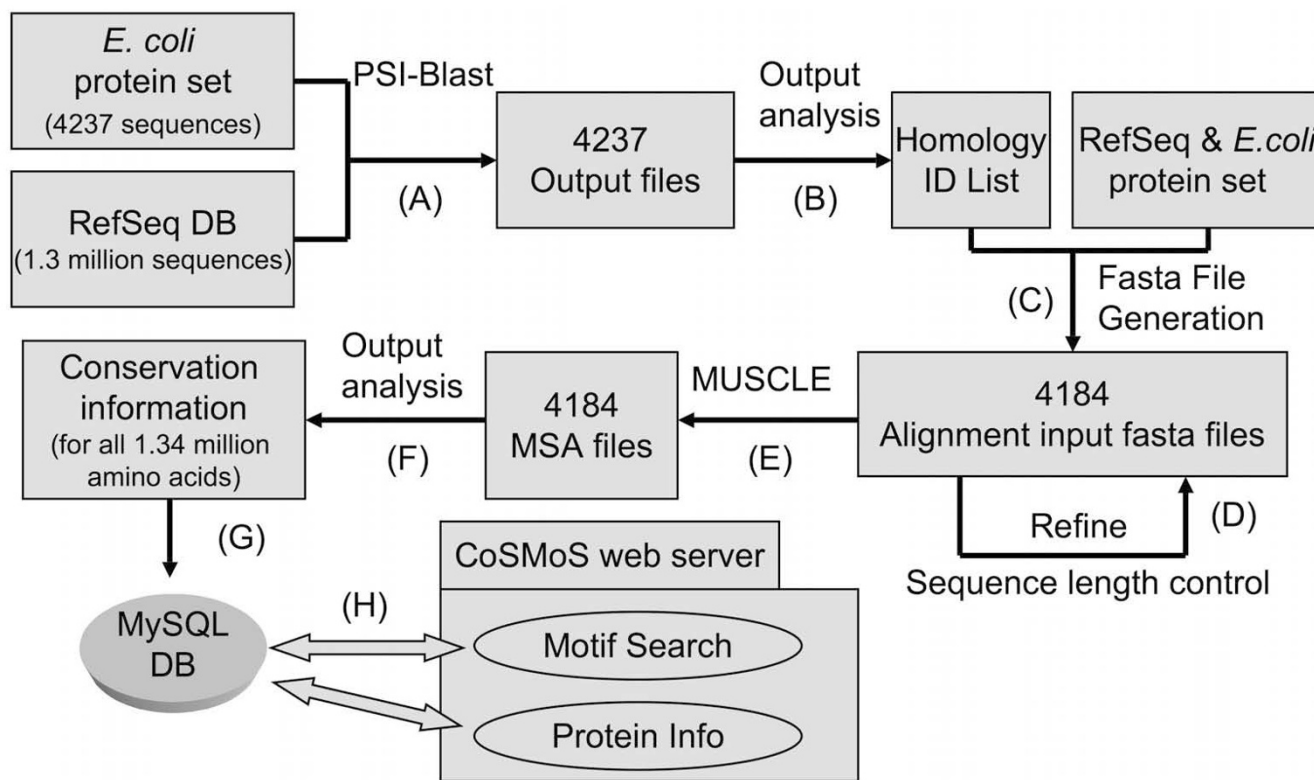 E. coli
protein set
(4237 sequences)
RefSeq DB
(1.3 million sequences)
PSI-Blast
(A)
4237
Output files
Output
analysis
(B)
Homology
ID List
RefSeq & E.coli
protein set
(C)
Fasta File
Generation
4184
Alignment input fasta files
(D)
Refine
Sequence length control
MUSCLE
(E)
4184
MSA files
Output
analysis
(F)
Conservation
information
(for all 1.34 million
amino acids)
(G)
MySQL
DB
(H)
CoSMoS web server
Motif Search
Protein Info